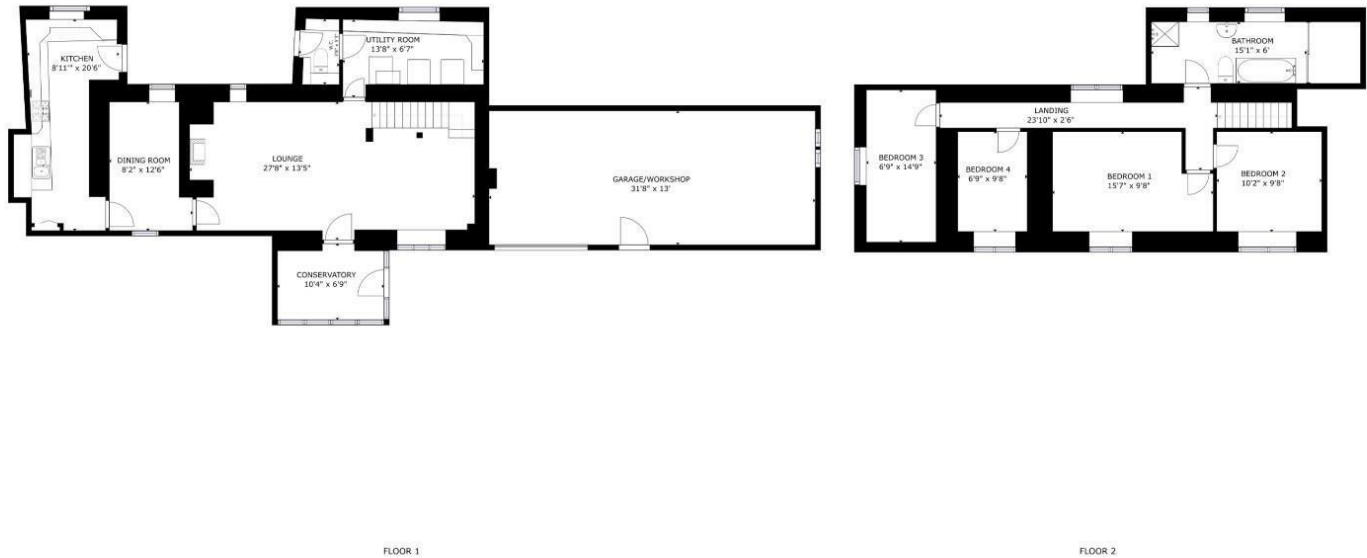 KITCHEN
8'11" x 20'6"
W.C.
UTILITY ROOM
13'8" x 6'7"
DINING ROOM
8'2" x 12'6"
LOUNGE
27'8" x 13'5"
GARAGE/WORKSHOP
31'8" x 13'
CONSERVATORY
10'4" x 6'9"
FLOOR 1
BATHROOM
15'1" x 6'
LANDING
23'10" x 2'6"
BEDROOM 3
6'9" x 14'9"
BEDROOM 4
6'9" x 9'8"
BEDROOM 1
15'7" x 9'8"
BEDROOM 2
10'2" x 9'8"
FLOOR 2